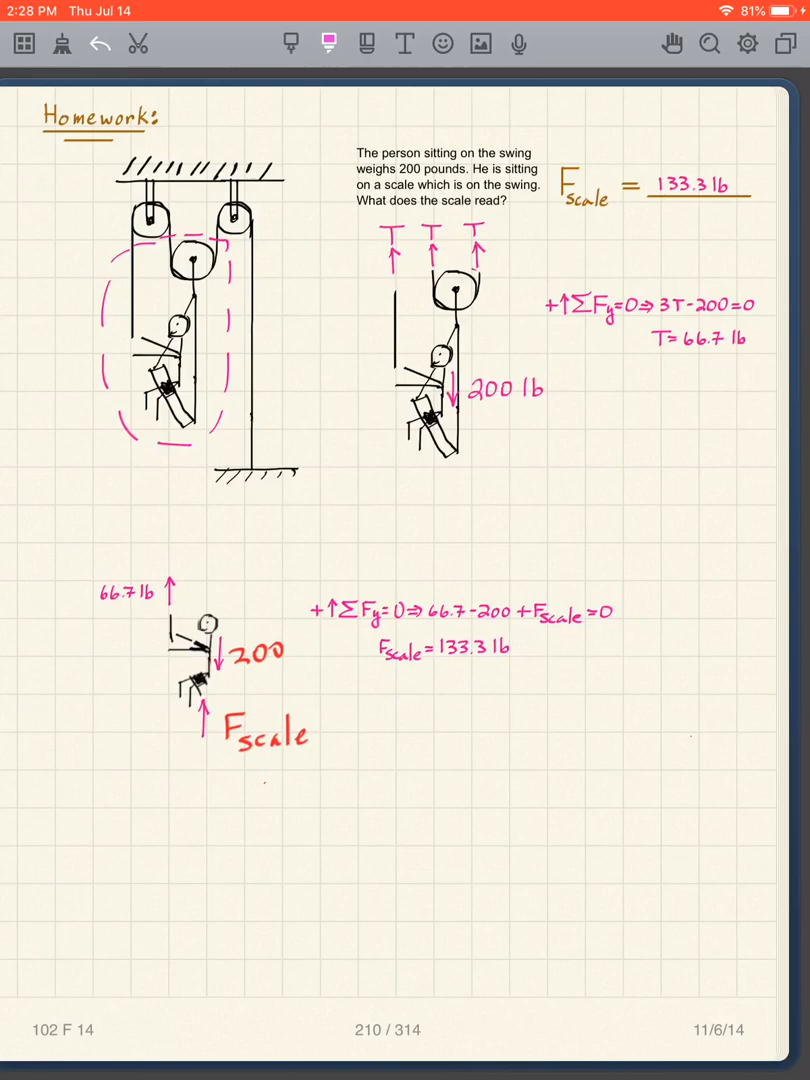 2:28 PM Thu Jul 14
81%
Homework:
The person sitting on the swing
weighs 200 pounds. He is sitting
on a scale which is on the swing.
What does the scale read?
Fscale = 133.3 lb
T T T
+↑ΣFy=0⇒3T-200=0
T=66.7 lb
200 lb
66.7 lb
+↑ΣFy=0⇒66.7-200+Fscale=0
Fscale=133.3 lb
200
Fscale
102 F 14
210 / 314
11/6/14